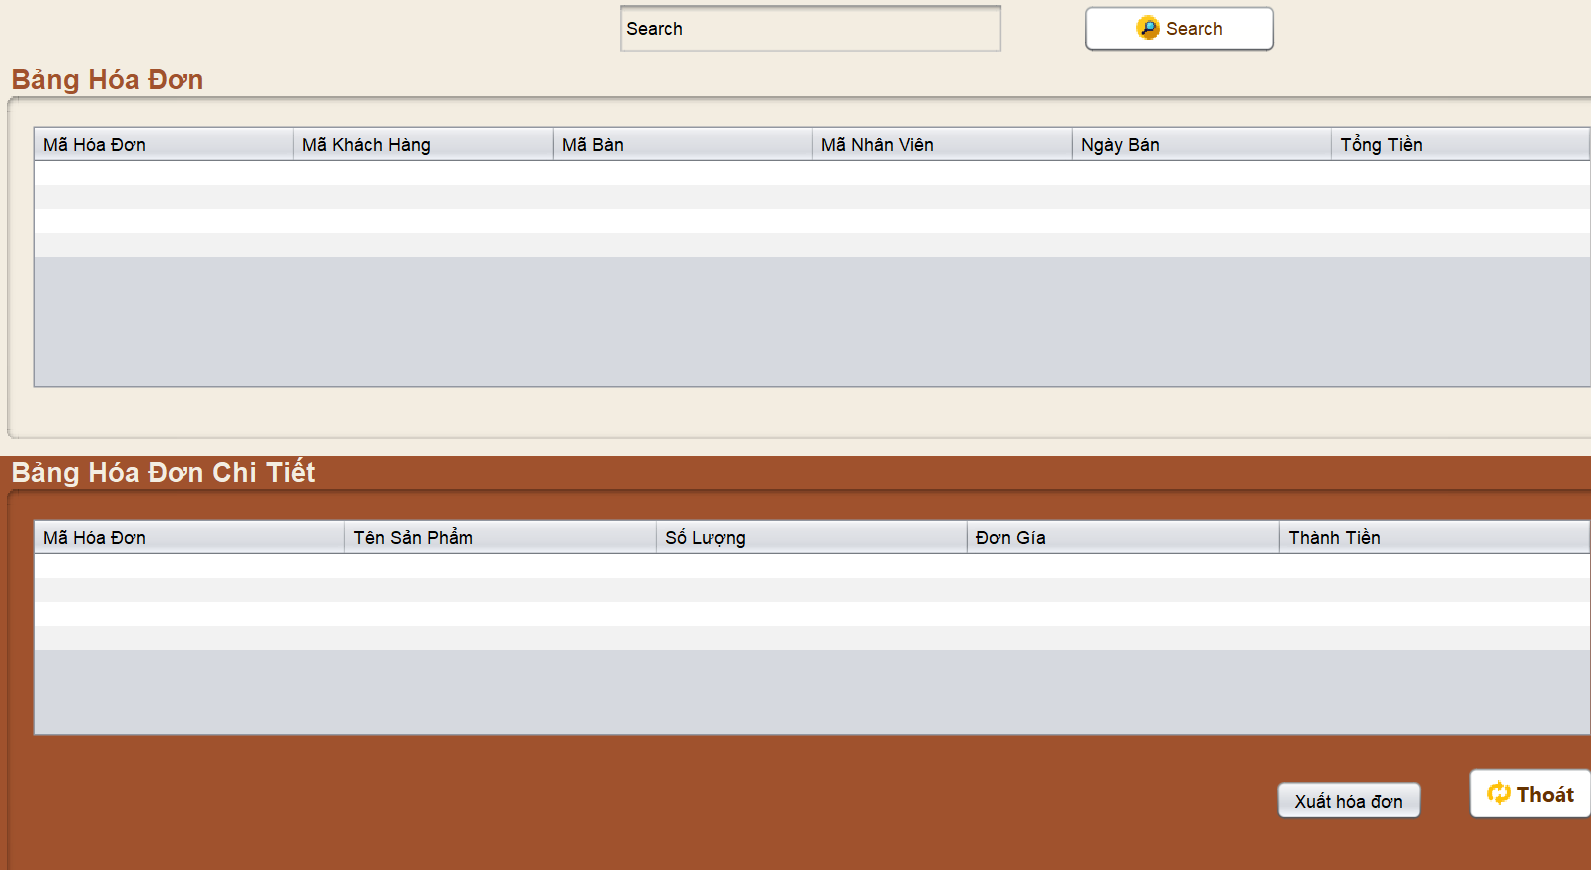 Search Search
Bảng Hóa Đơn
Mã Hóa Đơn Mã Khách Hàng Mã Bàn Mã Nhân Viên Ngày Bán Tổng Tiền
Bảng Hóa Đơn Chi Tiết
Mã Hóa Đơn Tên Sản Phẩm Số Lượng Đơn Gía Thành Tiền
Xuất hóa đơn Thoát